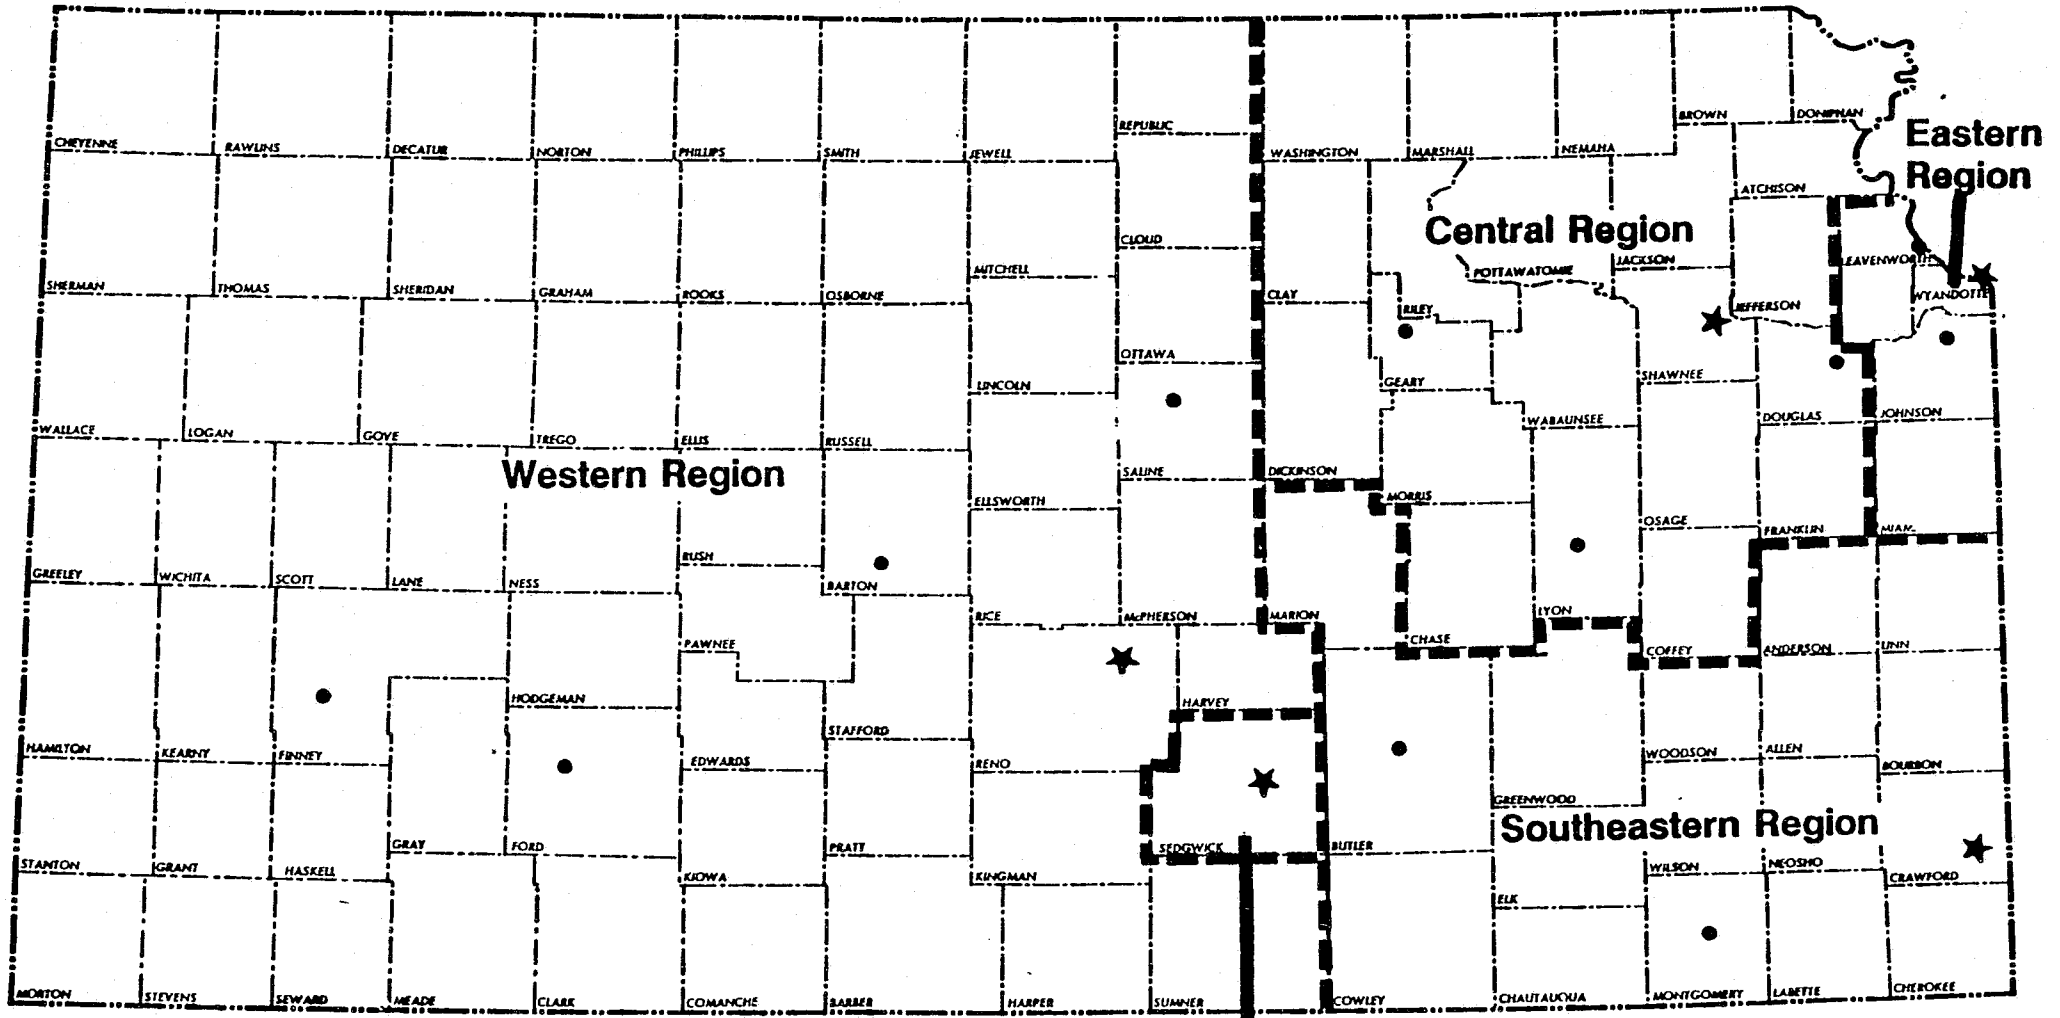 REPUBLIC
BROWN
DONIPHAN
Eastern
Region
CHEYENNE
RAWLINS
DECATUR
NORTON
PHILLIPS
SMITH
JEWELL
WASHINGTON
MARSHALL
NEMAHA
ATCHISON
Central Region
CLOUD
MITCHELL
POTTAWATOMIE
JACKSON
LEAVENWORTH
SHERMAN
THOMAS
SHERIDAN
GRAHAM
ROOKS
OSBORNE
CLAY
RILEY
JEFFERSON
WYANDOTTE
OTTAWA
LINCOLN
GEARY
SHAWNEE
WALLACE
LOGAN
GOVE
TREGO
ELLIS
RUSSELL
WABAUNSEE
DOUGLAS
JOHNSON
Western Region
SALINE
DICKINSON
ELLSWORTH
MORRIS
OSAGE
FRANKLIN
MIAM
GREELEY
WICHITA
SCOTT
LANE
NESS
RUSH
BARTON
RICE
McPHERSON
MARION
LYON
PAWNEE
CHASE
COFFEY
ANDERSON
LINN
HODGEMAN
HARVEY
STAFFORD
HAMILTON
KEARNY
FINNEY
EDWARDS
RENO
WOODSON
ALLEN
BOURBON
GREENWOOD
Southeastern Region
GRAY
FORD
PRATT
SEDGWICK
BUTLER
STANTON
GRANT
HASKELL
KIOWA
KINGMAN
WILSON
NEOSHO
CRAWFORD
ELK
MORTON
STEVENS
SEWARD
MEADE
CLARK
COMANCHE
BARBER
HARPER
SUMNER
COWLEY
CHAUTAUQUA
MONTGOMERY
LABETTE
CHEROKEE